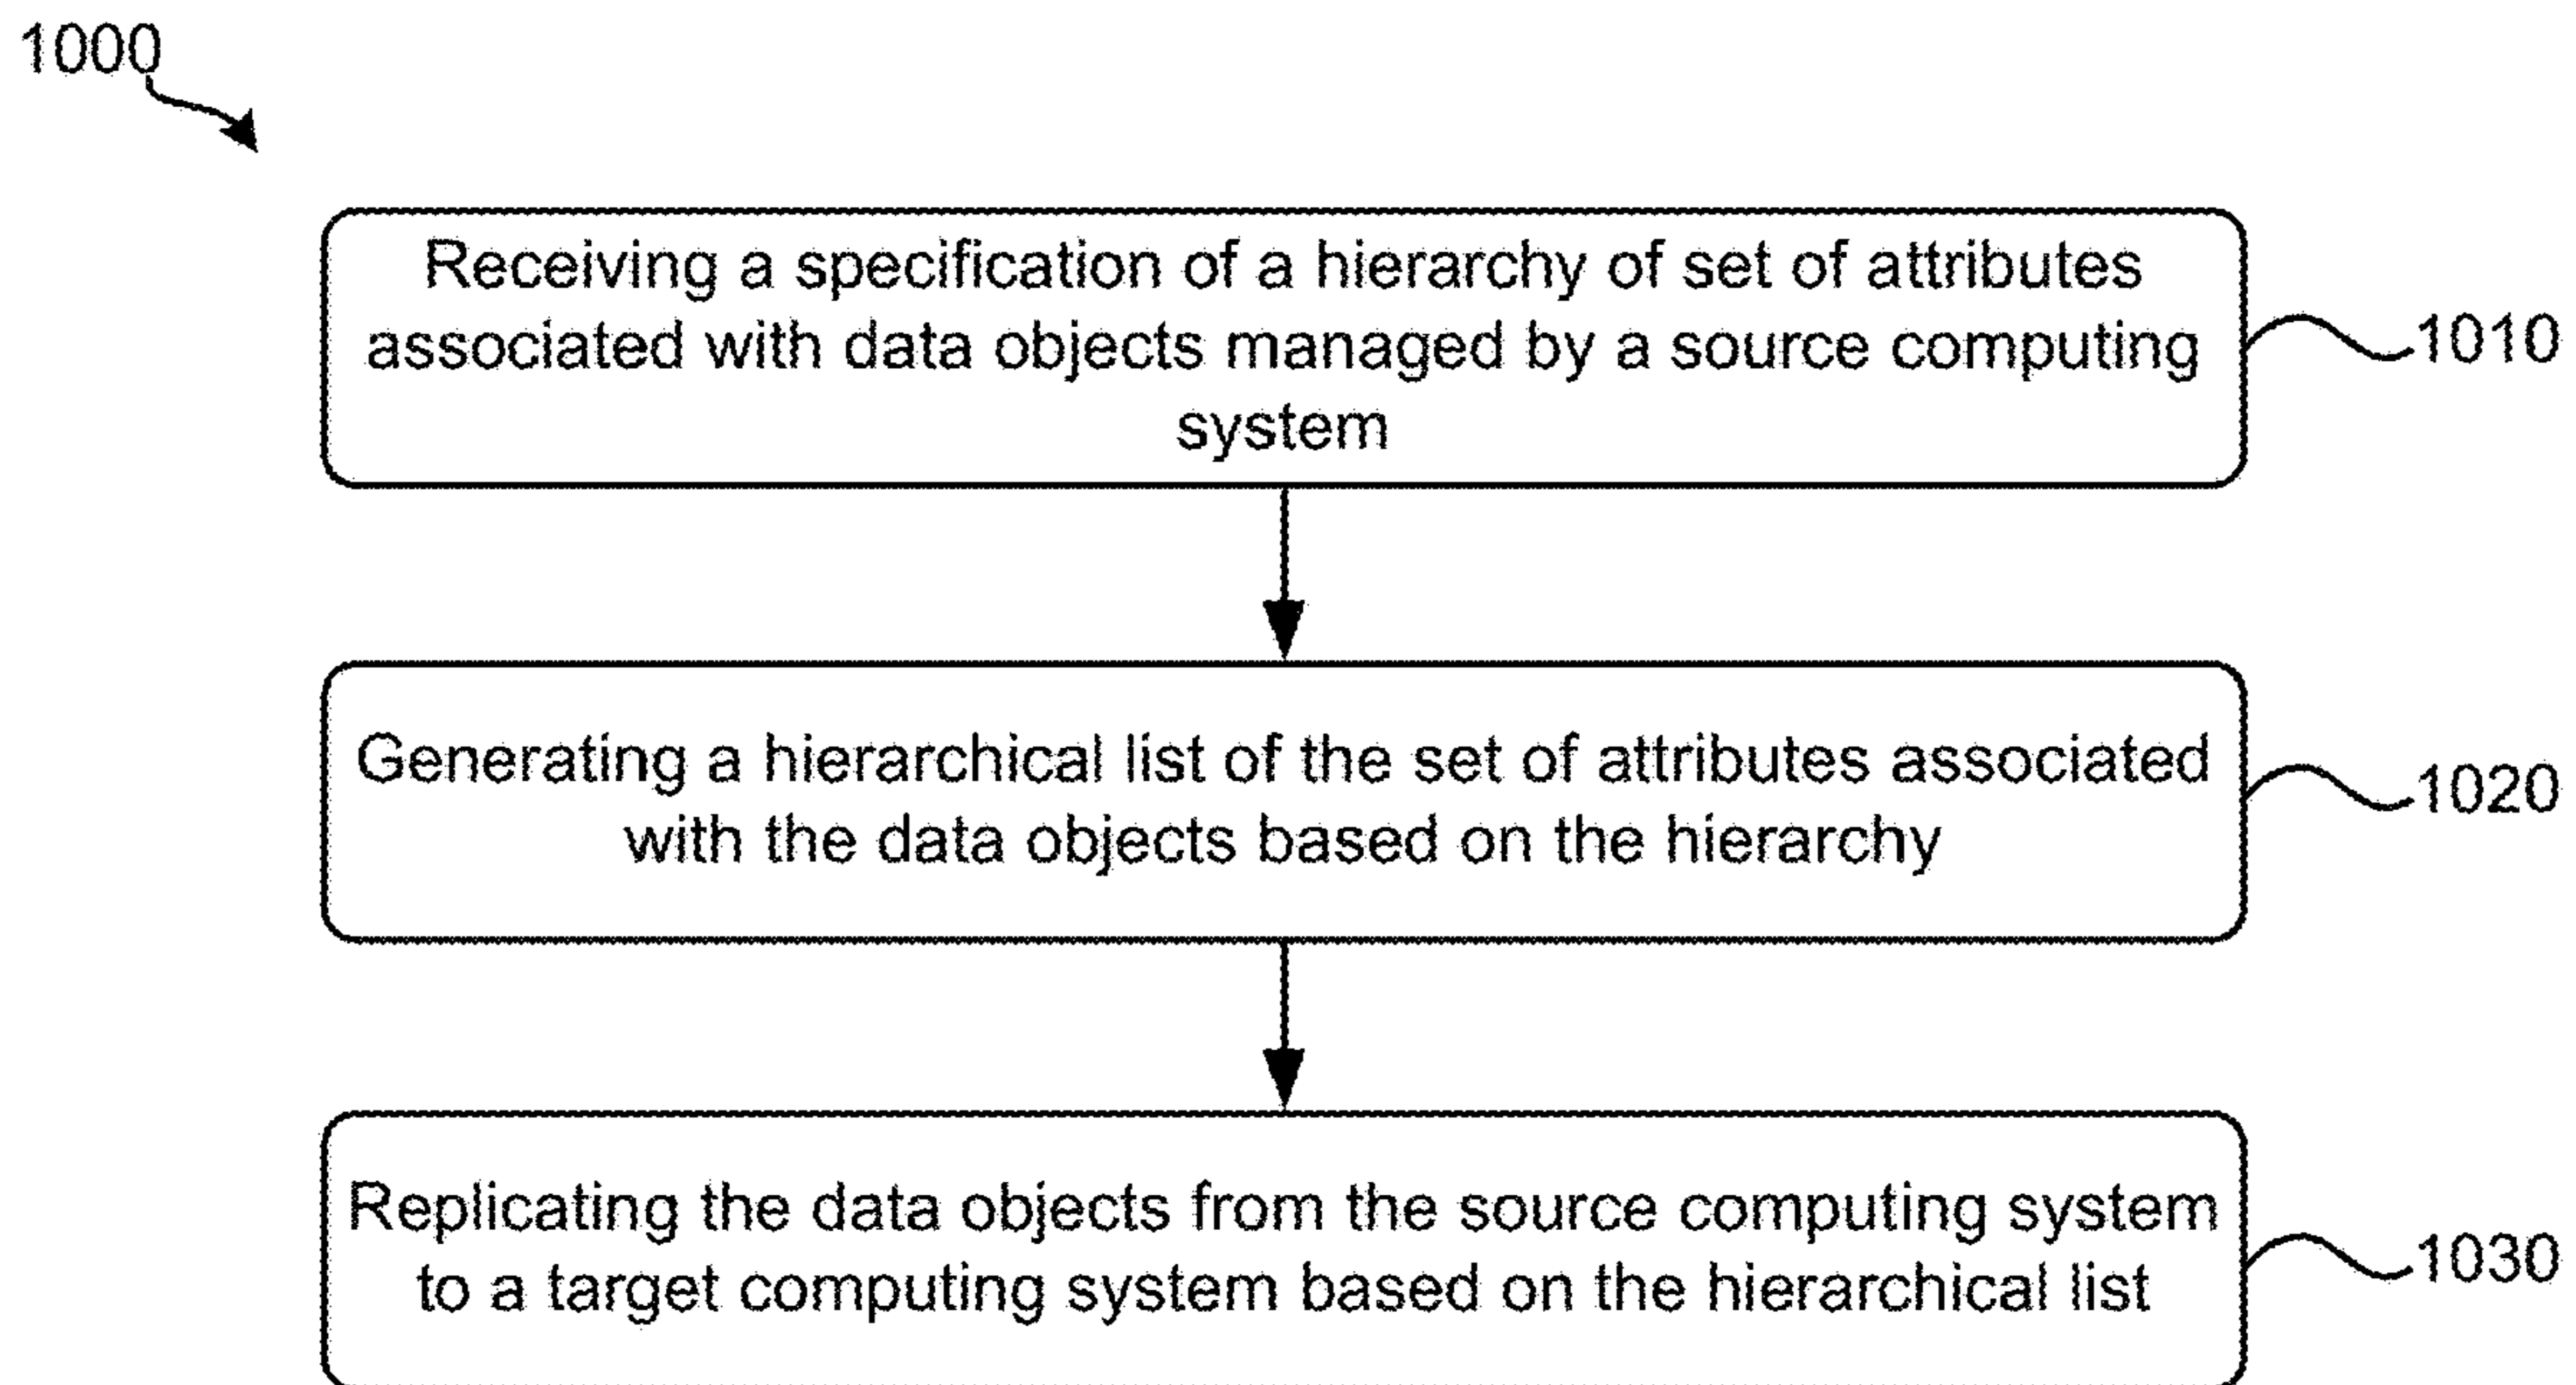 1000
Receiving a specification of a hierarchy of set of attributes
associated with data objects managed by a source computing
system
1010
Generating a hierarchical list of the set of attributes associated
with the data objects based on the hierarchy
1020
Replicating the data objects from the source computing system
to a target computing system based on the hierarchical list
1030